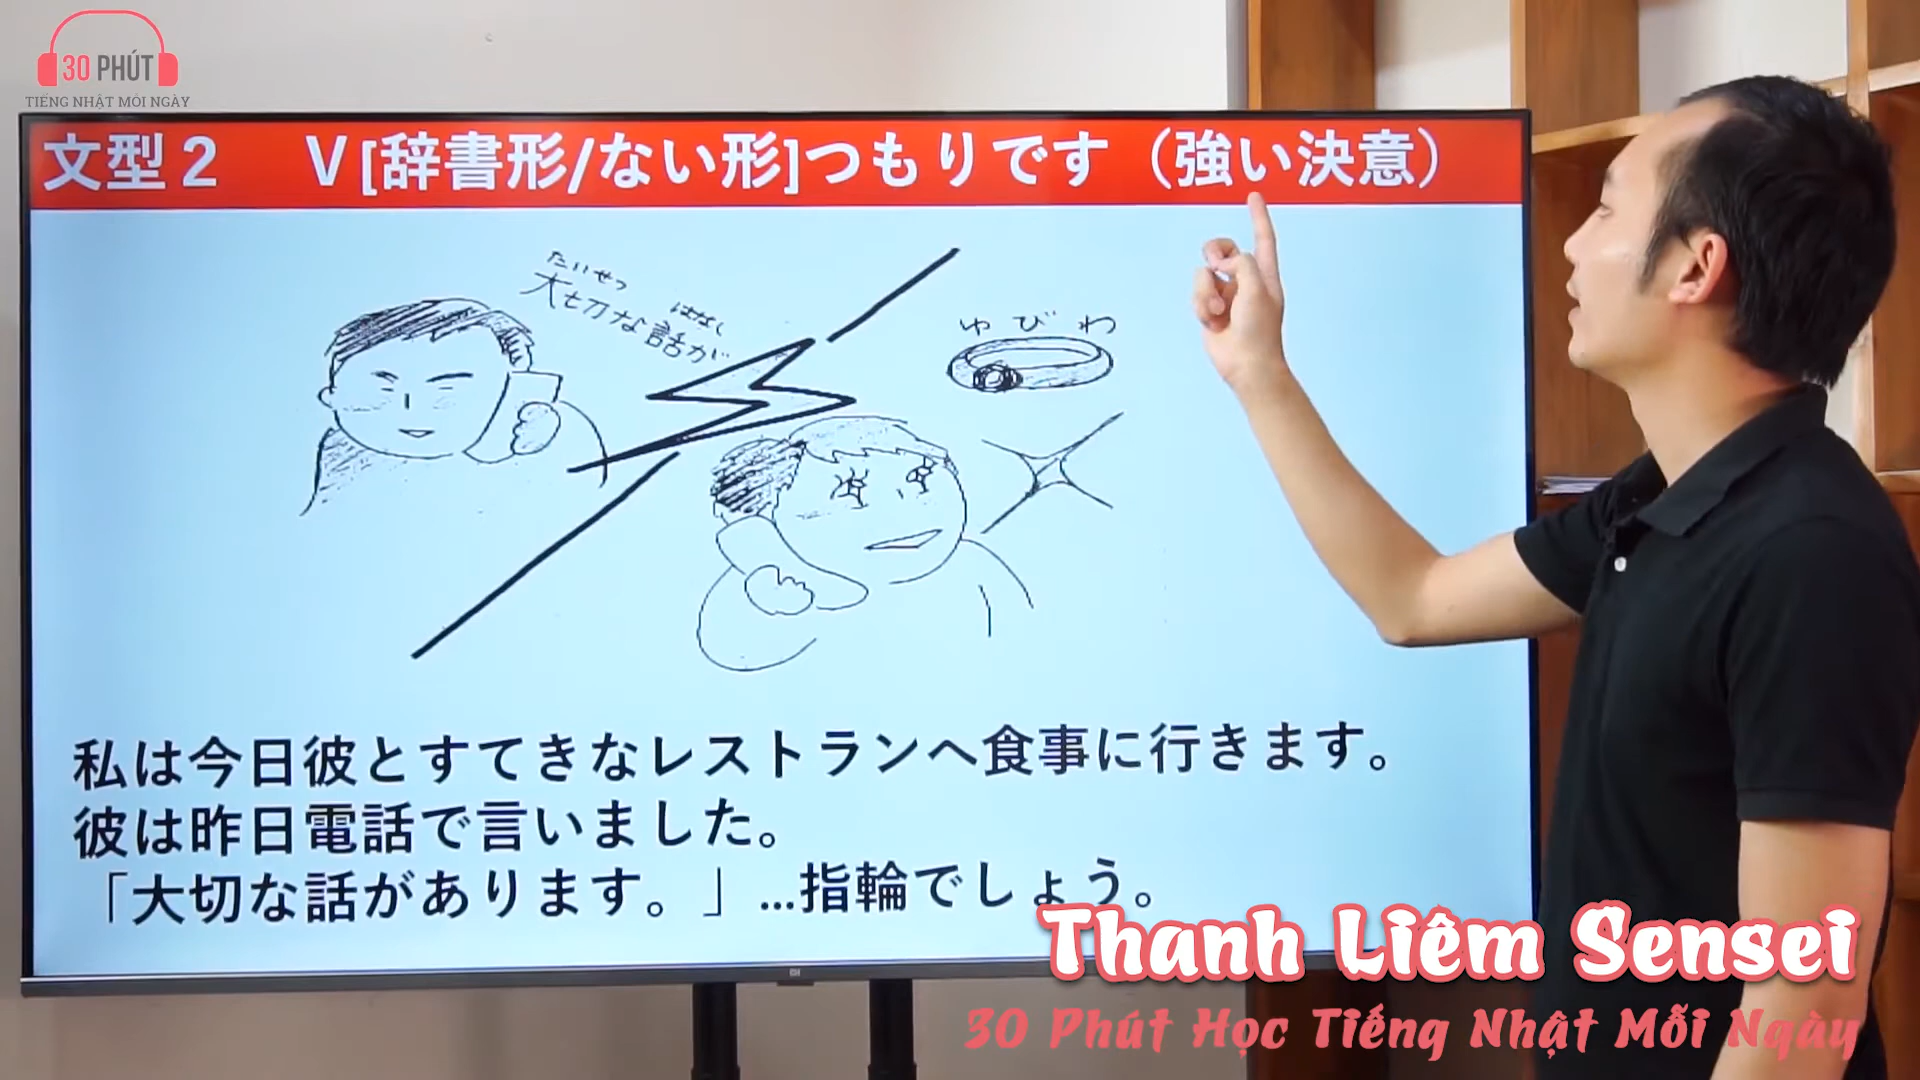 30 PHÚT
TIẾNG NHẬT MỖI NGÀY
文型２　Ｖ[辞書形/ない形]つもりです（強い決意）
たいせつ　はなし
大切な話が
ゆびわ
私は今日彼とすてきなレストランへ食事に行きます。
彼は昨日電話で言いました。
「大切な話があります。」…指輪でしょう。
Thanh Liêm Sensei
30 Phút Học Tiếng Nhật Mỗi Ngày